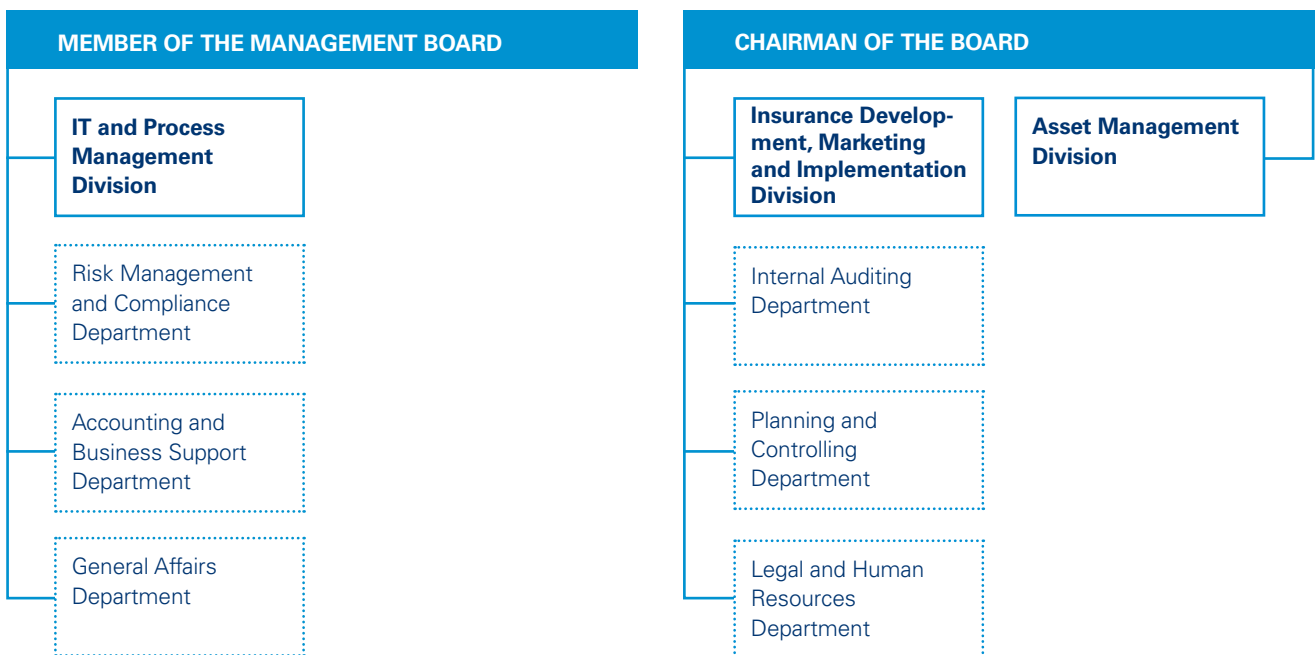 MEMBER OF THE MANAGEMENT BOARD
IT and Process
Management
Division
Risk Management
and Compliance
Department
Accounting and
Business Support
Department
General Affairs
Department
CHAIRMAN OF THE BOARD
Insurance Develop-
ment, Marketing
and Implementation
Division
Asset Management
Division
Internal Auditing
Department
Planning and
Controlling
Department
Legal and Human
Resources
Department